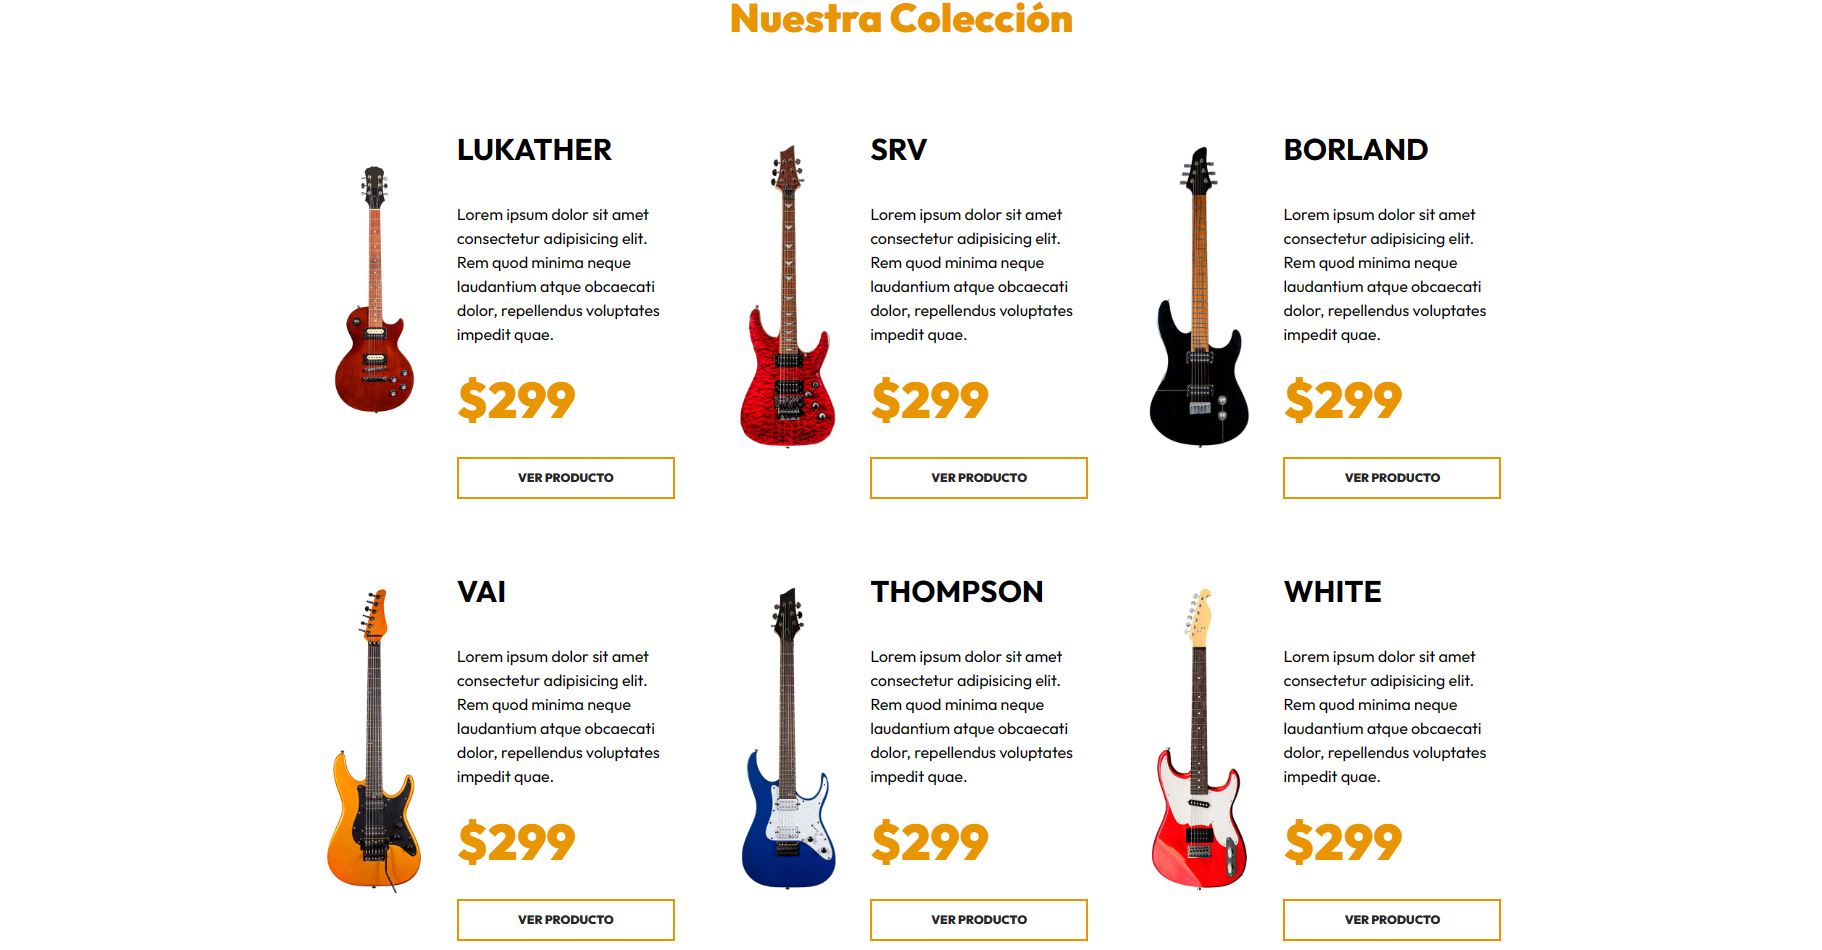 Nuestra Colección
LUKATHER
Lorem ipsum dolor sit amet
consectetur adipisicing elit.
Rem quod minima neque
laudantium atque obcaecati
dolor, repellendus voluptates
impedit quae.
$299
VER PRODUCTO
SRV
Lorem ipsum dolor sit amet
consectetur adipisicing elit.
Rem quod minima neque
laudantium atque obcaecati
dolor, repellendus voluptates
impedit quae.
$299
VER PRODUCTO
BORLAND
Lorem ipsum dolor sit amet
consectetur adipisicing elit.
Rem quod minima neque
laudantium atque obcaecati
dolor, repellendus voluptates
impedit quae.
$299
VER PRODUCTO
VAI
Lorem ipsum dolor sit amet
consectetur adipisicing elit.
Rem quod minima neque
laudantium atque obcaecati
dolor, repellendus voluptates
impedit quae.
$299
VER PRODUCTO
THOMPSON
Lorem ipsum dolor sit amet
consectetur adipisicing elit.
Rem quod minima neque
laudantium atque obcaecati
dolor, repellendus voluptates
impedit quae.
$299
VER PRODUCTO
WHITE
Lorem ipsum dolor sit amet
consectetur adipisicing elit.
Rem quod minima neque
laudantium atque obcaecati
dolor, repellendus voluptates
impedit quae.
$299
VER PRODUCTO